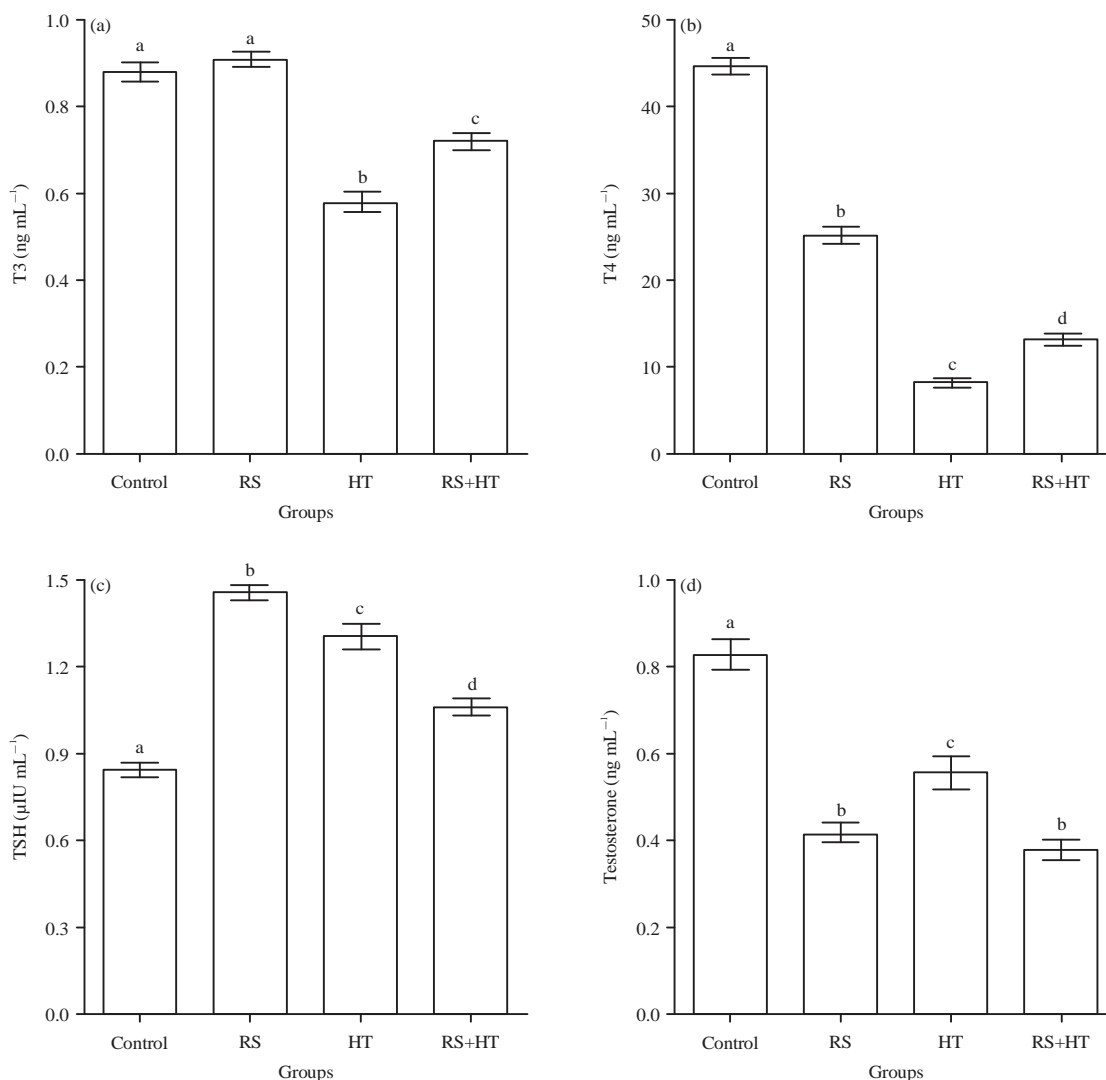 (a)
T3 (ng mL⁻¹)
1.0
0.8
0.6
0.4
0.2
0.0
a
a
b
c
Control RS HT RS+HT
Groups
(b)
T4 (ng mL⁻¹)
50
40
30
20
10
0
a
b
c
d
Control RS HT RS+HT
Groups
(c)
TSH (µIU mL⁻¹)
1.5
1.2
0.9
0.6
0.3
0.0
a
b
c
d
Control RS HT RS+HT
Groups
(d)
Testosterone (ng mL⁻¹)
1.0
0.8
0.6
0.4
0.2
0.0
a
b
c
b
Control RS HT RS+HT
Groups